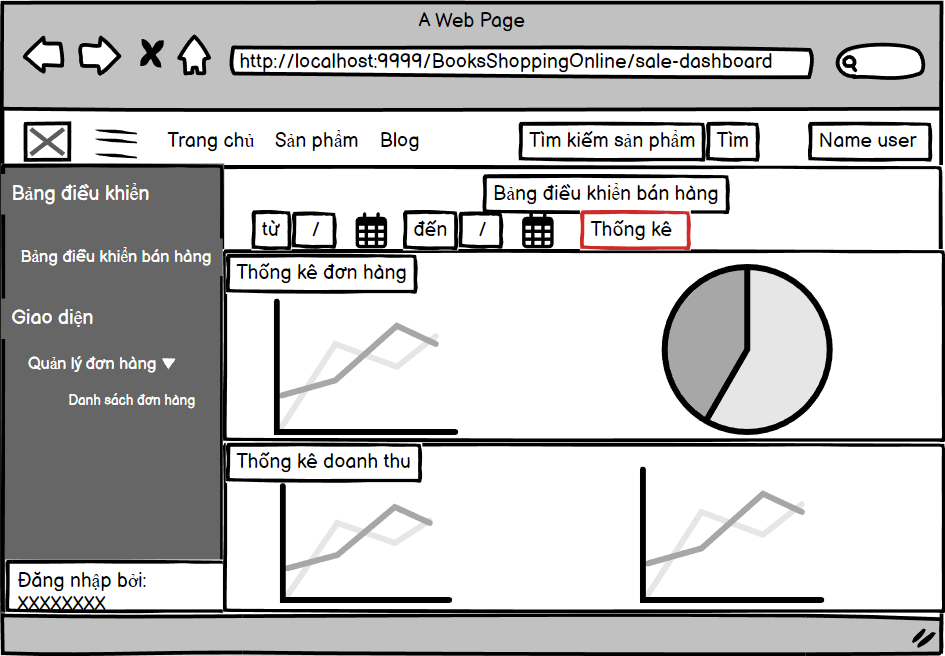 A Web Page
http://localhost:9999/BooksShoppingOnline/sale-dashboard
Trang chủ Sản phẩm Blog Tìm kiếm sản phẩm Tìm Name user
Bảng điều khiển
Bảng điều khiển bán hàng
Giao diện
Quản lý đơn hàng
Danh sách đơn hàng
Đăng nhập bởi:
XXXXXXXX
Bảng điều khiển bán hàng
từ / đến / Thống kê
Thống kê đơn hàng
Thống kê doanh thu